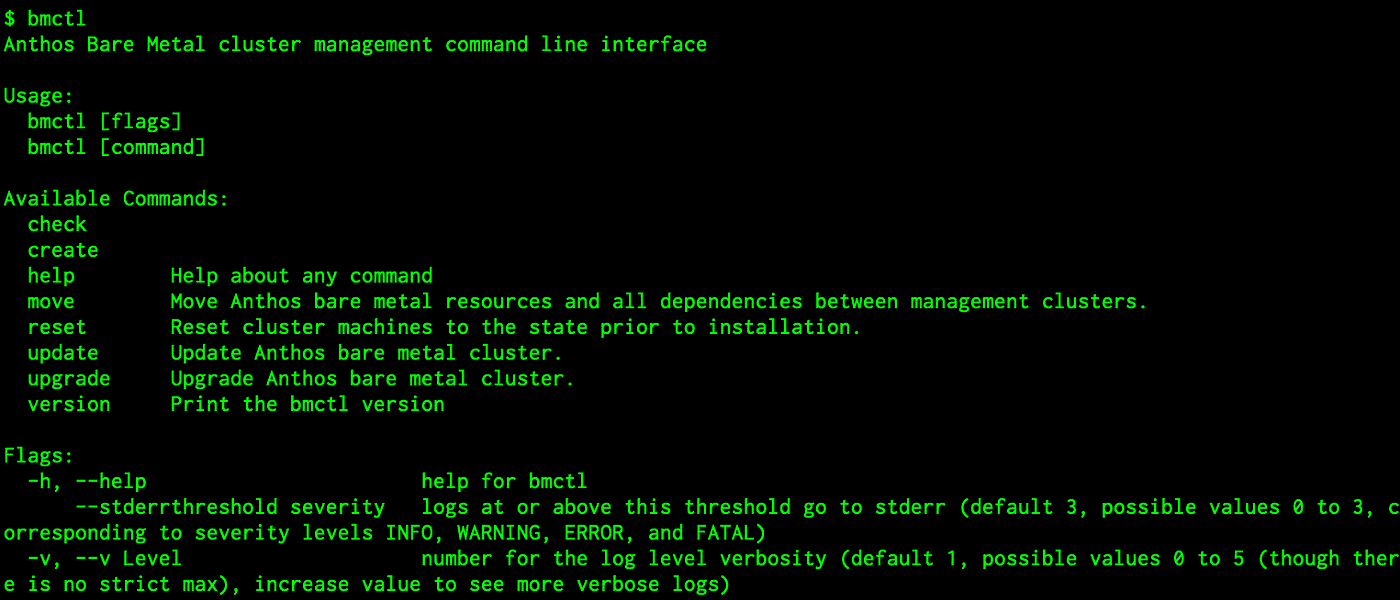 $ bmctl
Anthos Bare Metal cluster management command line interface

Usage:
  bmctl [flags]
  bmctl [command]

Available Commands:
  check
  create
  help        Help about any command
  move        Move Anthos bare metal resources and all dependencies between management clusters.
  reset       Reset cluster machines to the state prior to installation.
  update      Update Anthos bare metal cluster.
  upgrade     Upgrade Anthos bare metal cluster.
  version     Print the bmctl version

Flags:
  -h, --help                       help for bmctl
      --stderrthreshold severity   logs at or above this threshold go to stderr (default 3, possible values 0 to 3, c
orresponding to severity levels INFO, WARNING, ERROR, and FATAL)
  -v, --v Level                    number for the log level verbosity (default 1, possible values 0 to 5 (though ther
e is no strict max), increase value to see more verbose logs)